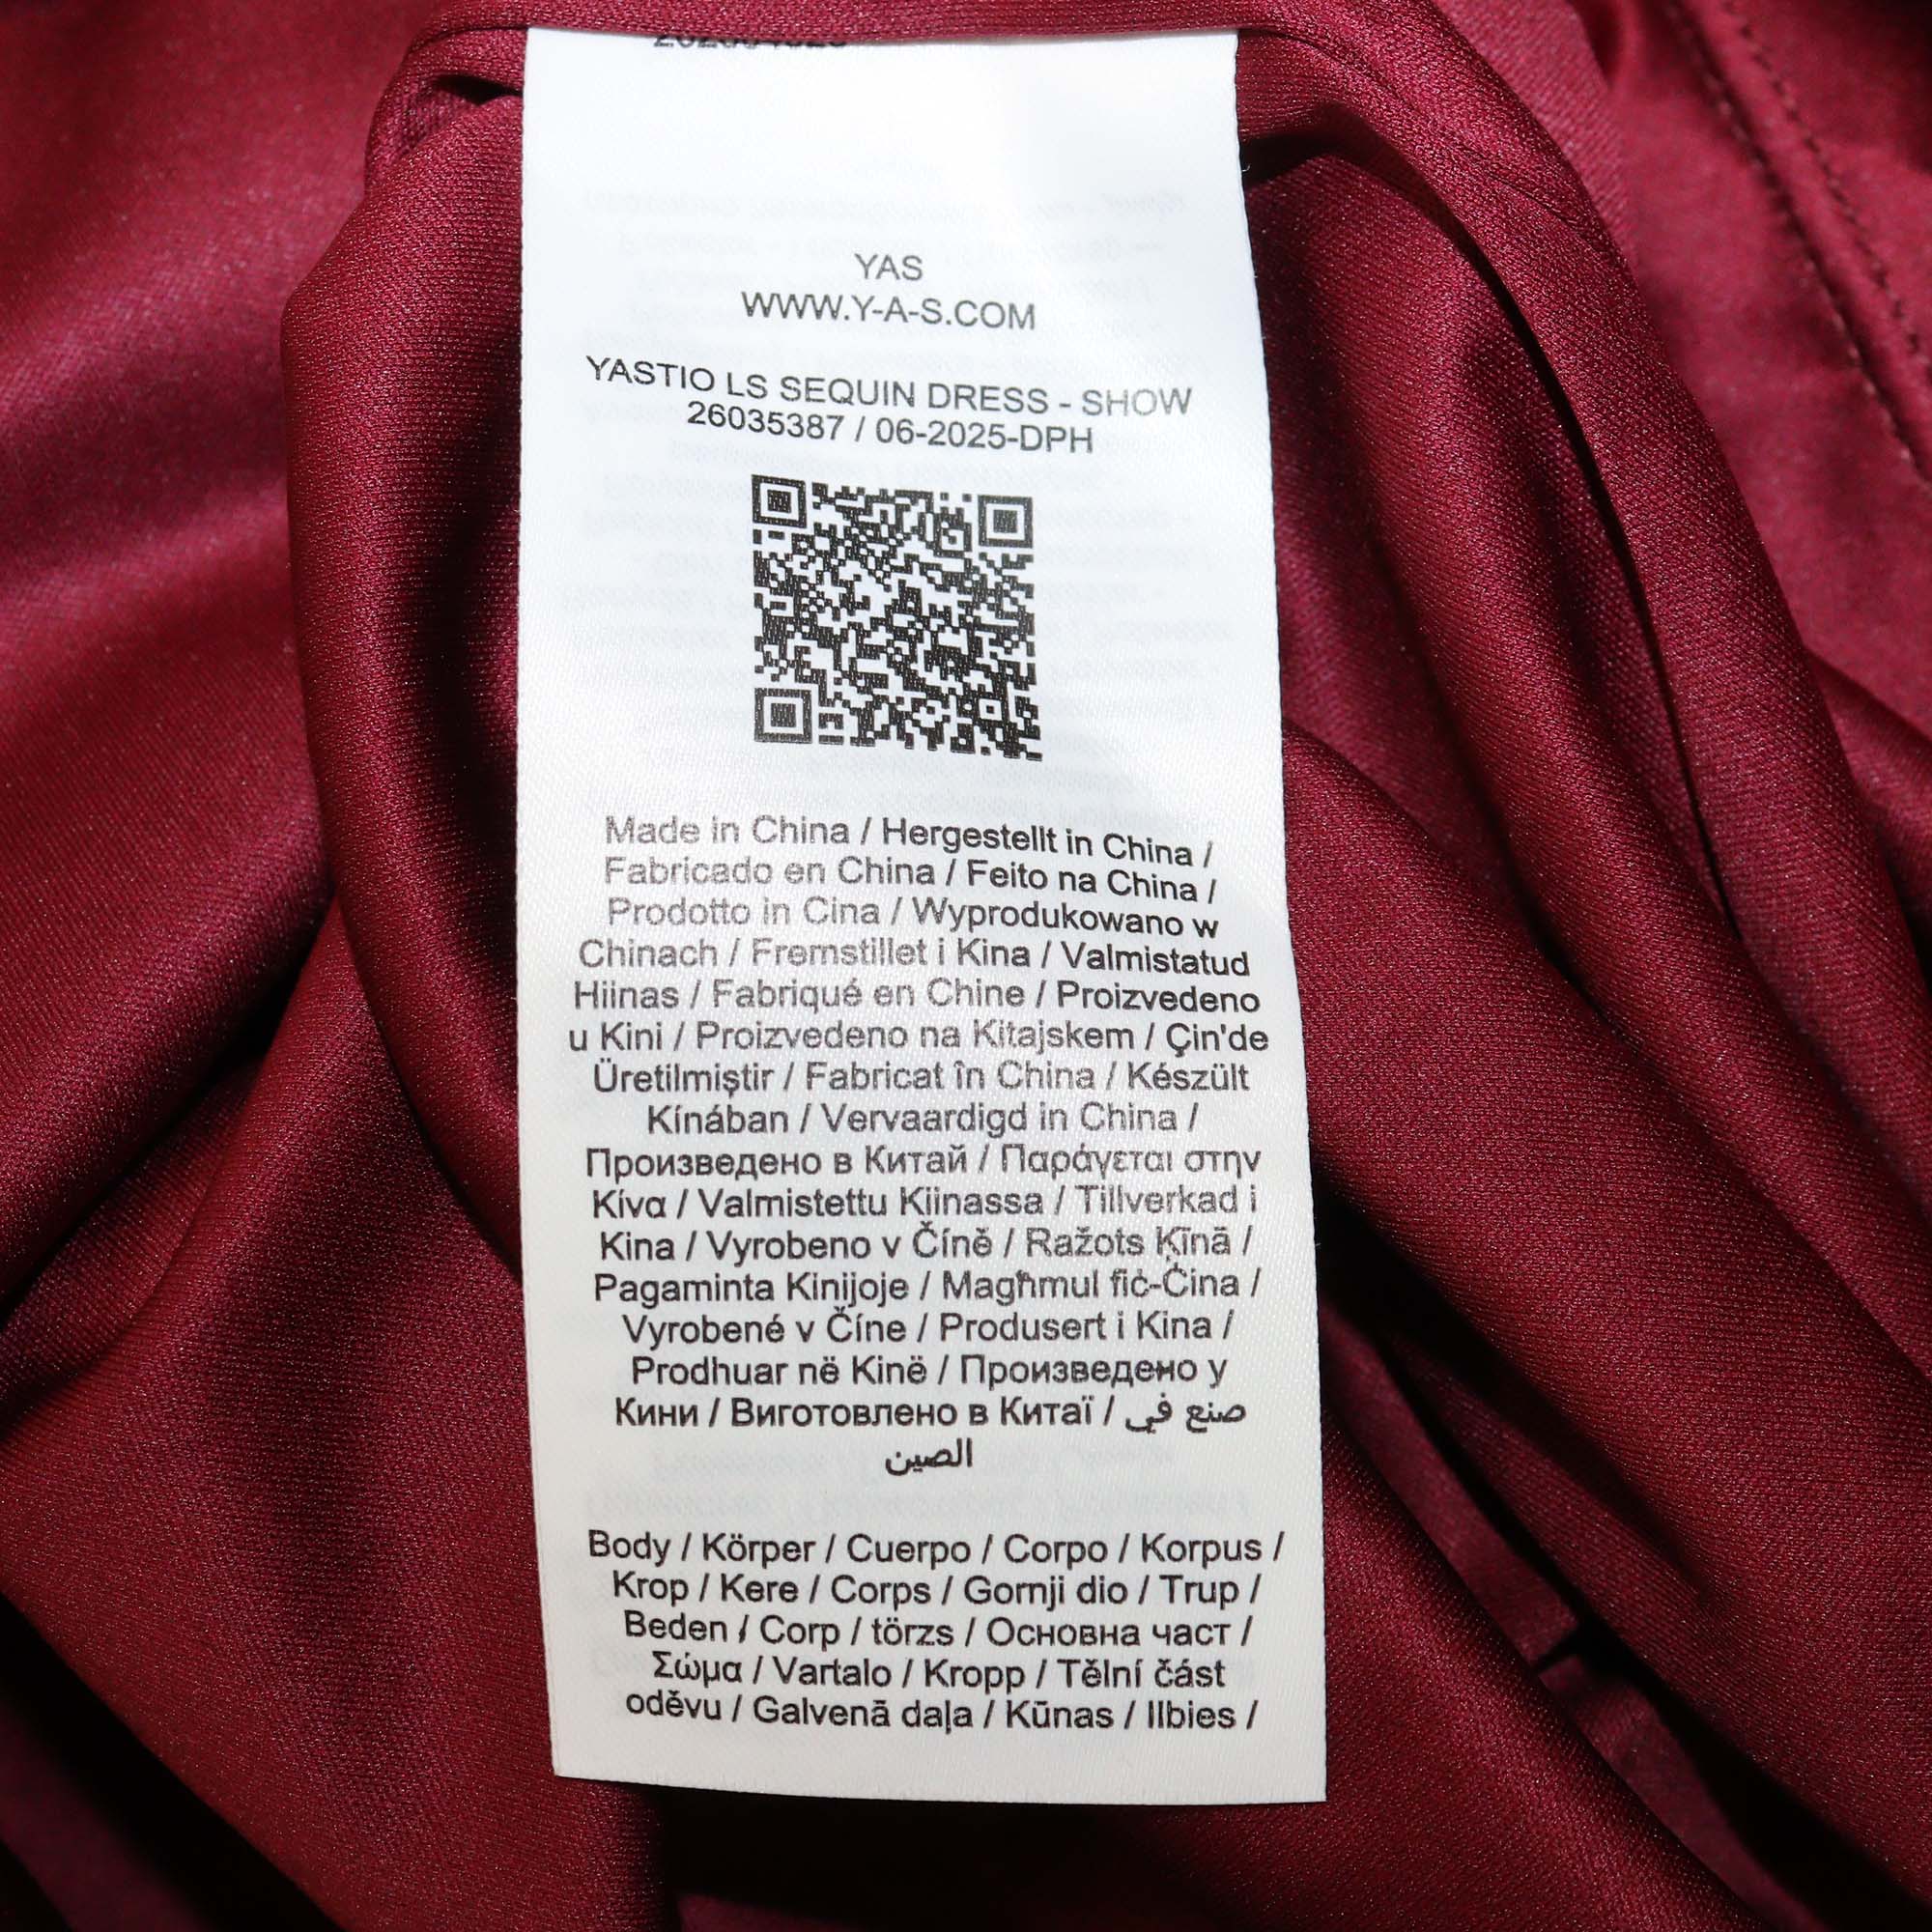 YAS
WWW.Y-A-S.COM
YASTIO LS SEQUIN DRESS - SHOW
26035387 / 06-2025-DPH
Made in China / Hergestellt in China /
Fabricado en China / Feito na China /
Prodotto in Cina / Wyprodukowano w
Chinach / Fremstillet i Kina / Valmistatud
Hiinas / Fabriqué en Chine / Proizvedeno
u Kini / Proizvedeno na Kitajskem / Çin'de
Üretilmiştir / Fabricat în China / Készült
Kínában / Vervaardigd in China /
Произведено в Китай / Παράγεται στην
Κίνα / Valmistettu Kiinassa / Tillverkad i
Kina / Vyrobeno v Číně / Ražots Ķīnā /
Pagaminta Kinijoje / Magħmul fiċ-Ċina /
Vyrobené v Číne / Produsert i Kina /
Prodhuar në Kinë / Произведено у
Кини / Виготовлено в Китаї / صنع في
الصين
Body / Körper / Cuerpo / Corpo / Korpus /
Krop / Kere / Corps / Gornji dio / Trup /
Beden / Corp / törzs / Основна част /
Σώμα / Vartalo / Kropp / Tělní část
oděvu / Galvenā daļa / Kūnas / Ilbies /